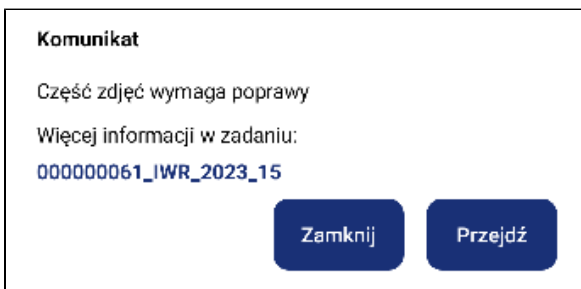 Komunikat
Część zdjęć wymaga poprawy
Więcej informacji w zadaniu:
000000061_IWR_2023_15
Zamknij
Przejdź